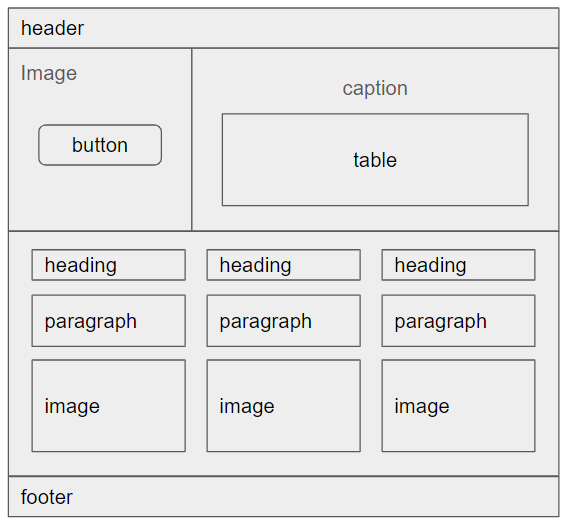 header
Image
button
caption
table
heading
heading
heading
paragraph
paragraph
paragraph
image
image
image
footer